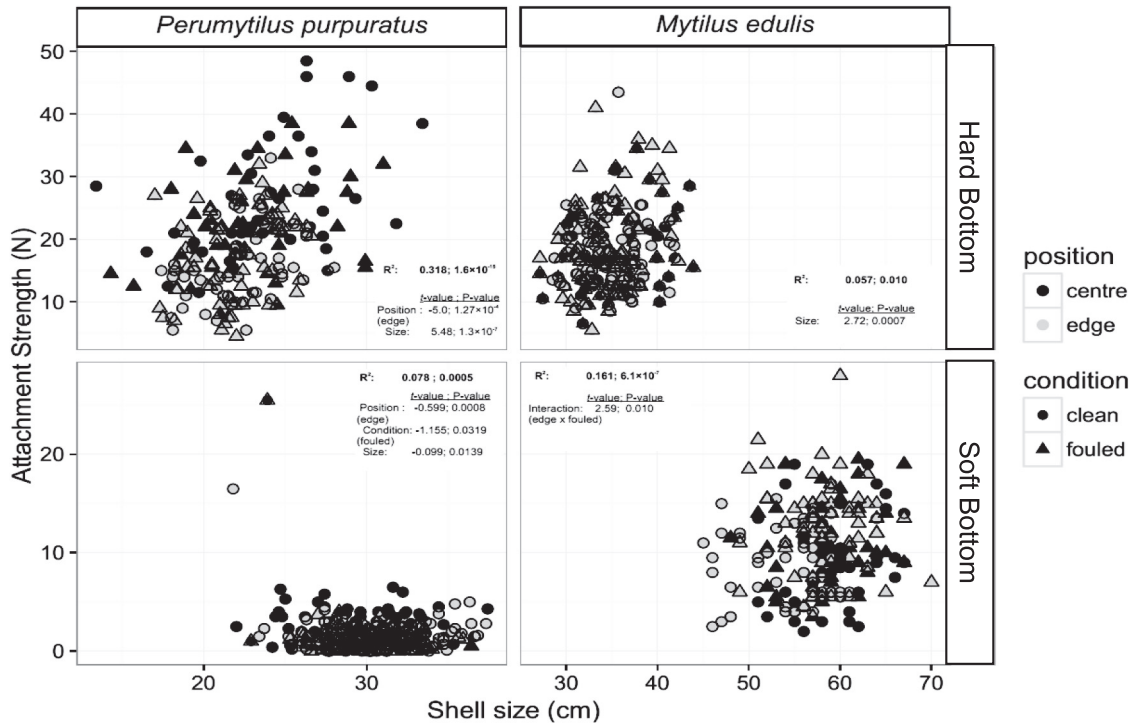 Perumytilus purpuratus
Mytilus edulis
50
40
30
20
10
R²: 0.318; 1.6×10⁻¹⁵
t-value ; P-value
Position : -5.0; 1.27×10⁻⁴
(edge)
Size: 5.48; 1.3×10⁻⁷
R²: 0.057; 0.010
t-value ; P-value
Size: 2.72; 0.0007
Hard Bottom
Attachment Strength (N)
20
10
0
R²: 0.078 ; 0.0005
t-value ; P-value
Position : -0.599; 0.0008
(edge)
Condition: -1.155; 0.0319
(fouled)
Size: -0.099; 0.0139
R²: 0.161; 6.1×10⁻⁷
t-value ; P-value
Interaction: 2.59; 0.010
(edge x fouled)
Soft Bottom
20 30
30 40 50 60 70
Shell size (cm)
position
centre
edge
condition
clean
fouled